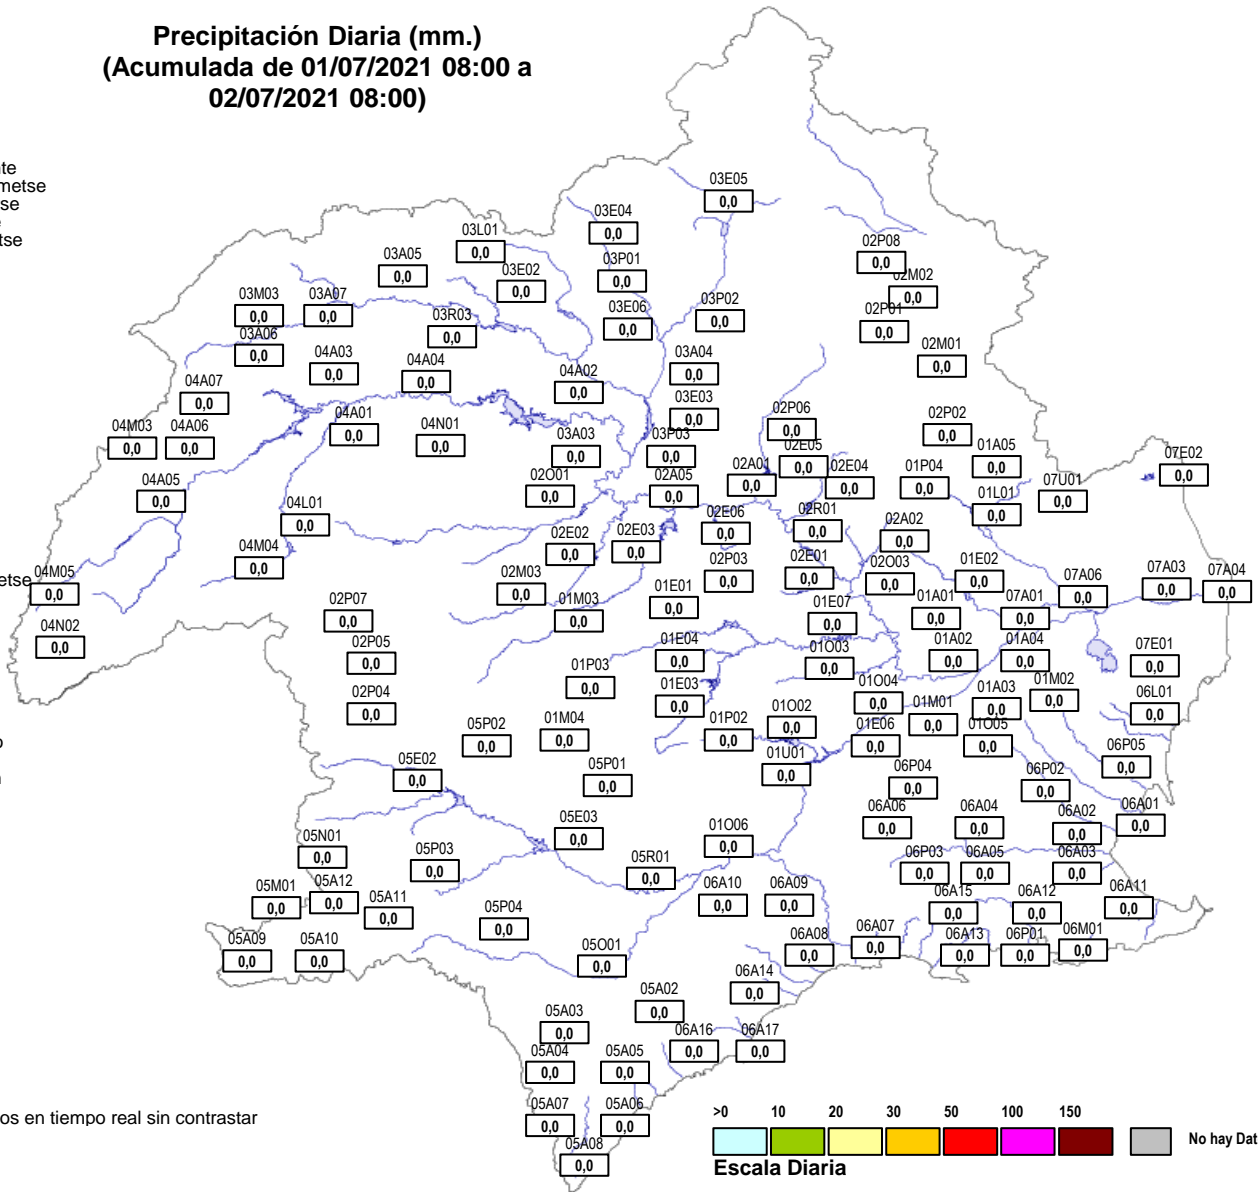 Precipitación Diaria (mm.)
(Acumulada de 01/07/2021 08:00 a
02/07/2021 08:00)
te
metse
se
tse
03E05
0,0
03E04
0,0
03L01
0,0
02P08
0,0
03A05
0,0
03P01
0,0
03E02
0,0
02M02
0,0
03M03
0,0
03A07
0,0
03P02
0,0
03E06
0,0
02P01
0,0
03R03
0,0
03A06
0,0
02M01
0,0
04A03
0,0
03A04
0,0
04A04
0,0
04A02
0,0
04A07
0,0
03E03
0,0
02P06
0,0
04A01
0,0
02P02
0,0
04M03
0,0
04A06
0,0
04N01
0,0
03A03
0,0
03P03
0,0
02E05
0,0
01A05
0,0
07E02
0,0
02A01
0,0
02E04
0,0
01P04
0,0
04A05
0,0
02O01
0,0
02A05
0,0
07U01
0,0
01L01
0,0
04L01
0,0
02R01
0,0
02E06
0,0
02A02
0,0
02E02
0,0
02E03
0,0
04M04
0,0
metse
04M05
0,0
02M03
0,0
02P03
0,0
02E01
0,0
02O03
0,0
01E02
0,0
07A06
0,0
07A03
0,0
07A04
0,0
01M03
0,0
01E01
0,0
02P07
0,0
01E07
0,0
01A01
0,0
07A01
0,0
04N02
0,0
02P05
0,0
01E04
0,0
01O03
0,0
01A02
0,0
01A04
0,0
07E01
0,0
01P03
0,0
01E03
0,0
01O04
0,0
01A03
0,0
01M02
0,0
06L01
0,0
02P04
0,0
01M01
0,0
05P02
0,0
01M04
0,0
01P02
0,0
01O02
0,0
01E06
0,0
01O05
0,0
06P05
0,0
05E02
0,0
05P01
0,0
01U01
0,0
06P04
0,0
06P02
0,0
05E03
0,0
01O06
0,0
06A06
0,0
06A04
0,0
06A02
0,0
06A01
0,0
05N01
0,0
05P03
0,0
05R01
0,0
06P03
0,0
06A05
0,0
06A03
0,0
05M01
0,0
05A12
0,0
05A11
0,0
06A10
0,0
06A09
0,0
06A15
0,0
06A12
0,0
06A11
0,0
05P04
0,0
05A09
0,0
05A10
0,0
05O01
0,0
06A08
0,0
06A07
0,0
06A13
0,0
06P01
0,0
06M01
0,0
06A14
0,0
05A02
0,0
05A03
0,0
06A16
0,0
06A17
0,0
05A04
0,0
05A05
0,0
05A07
0,0
05A06
0,0
05A08
0,0
os en tiempo real sin contrastar
>0 10 20 30 50 100 150
No hay Dat
Escala Diaria